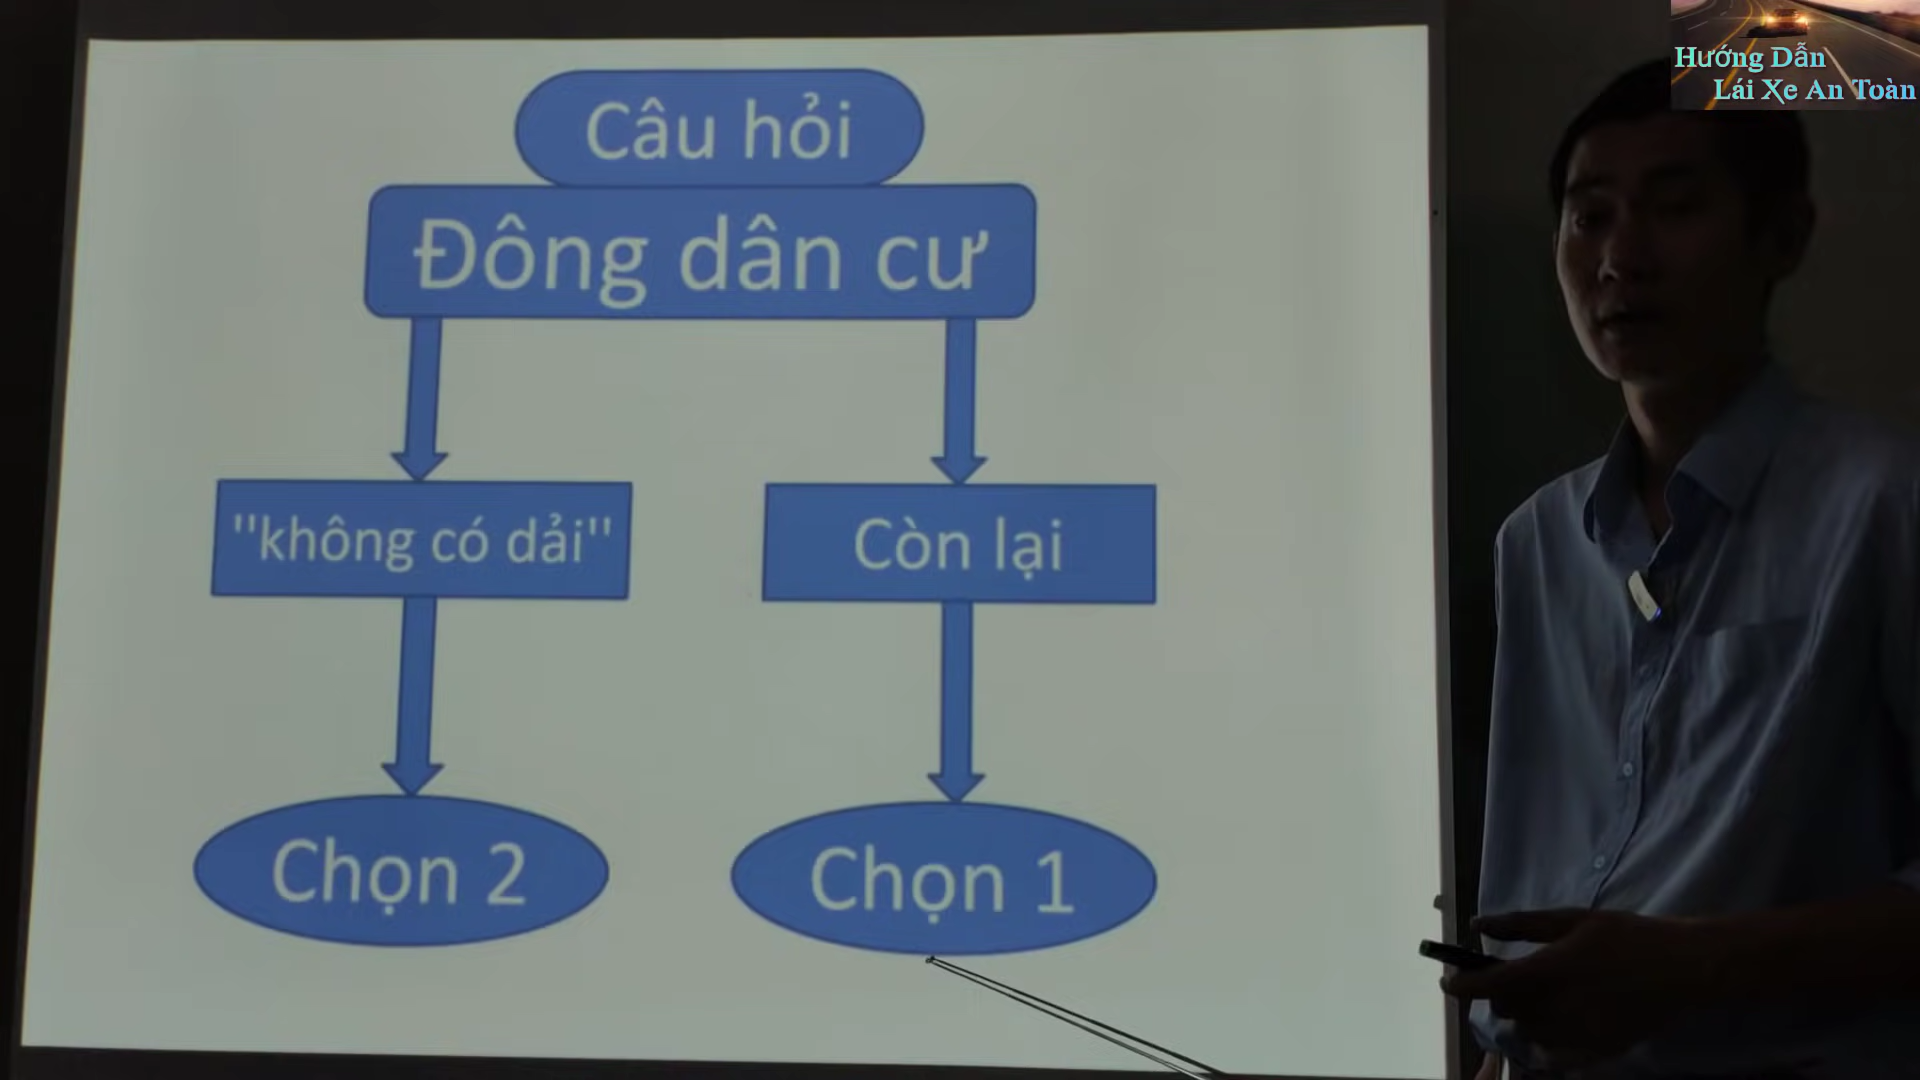 Hướng Dẫn
Lái Xe An Toàn
Câu hỏi
Đông dân cư
"không có dải"
Còn lại
Chọn 2
Chọn 1